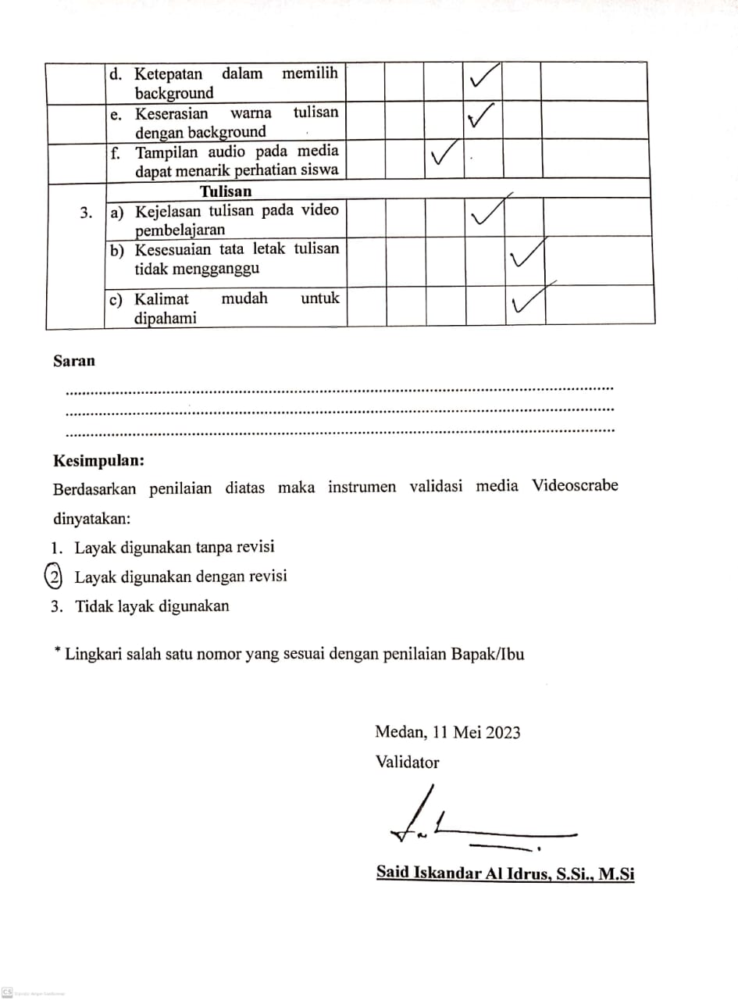 d. Ketepatan dalam memilih
background
e. Keserasian warna tulisan
dengan background
f. Tampilan audio pada media
dapat menarik perhatian siswa
Tulisan
3. a) Kejelasan tulisan pada video
pembelajaran
b) Kesesuaian tata letak tulisan
tidak mengganggu
c) Kalimat mudah untuk
dipahami
Saran
Kesimpulan:
Berdasarkan penilaian diatas maka instrumen validasi media Videoscrabe
dinyatakan:
1. Layak digunakan tanpa revisi
2 Layak digunakan dengan revisi
3. Tidak layak digunakan
* Lingkari salah satu nomor yang sesuai dengan penilaian Bapak/Ibu
Medan, 11 Mei 2023
Validator
Said Iskandar Al Idrus, S.Si., M.Si
CS